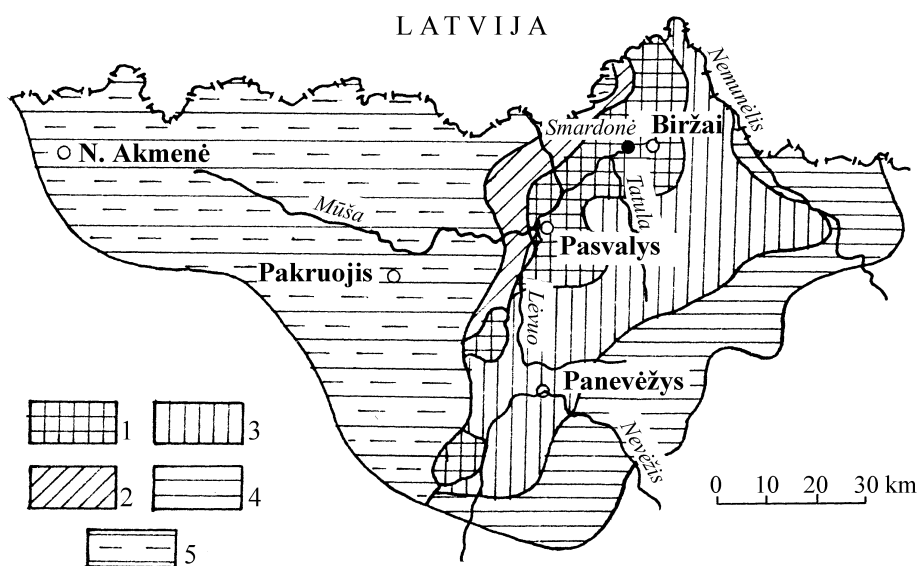 LATVIJA
Nemunėlis
Smardonė
Biržai
N. Akmenė
Tatula
Mūša
Pasvalys
Pakruojis
Lėvuo
Panevėžys
Nevėžis
1
3
2
4
5
0 10 20 30 km